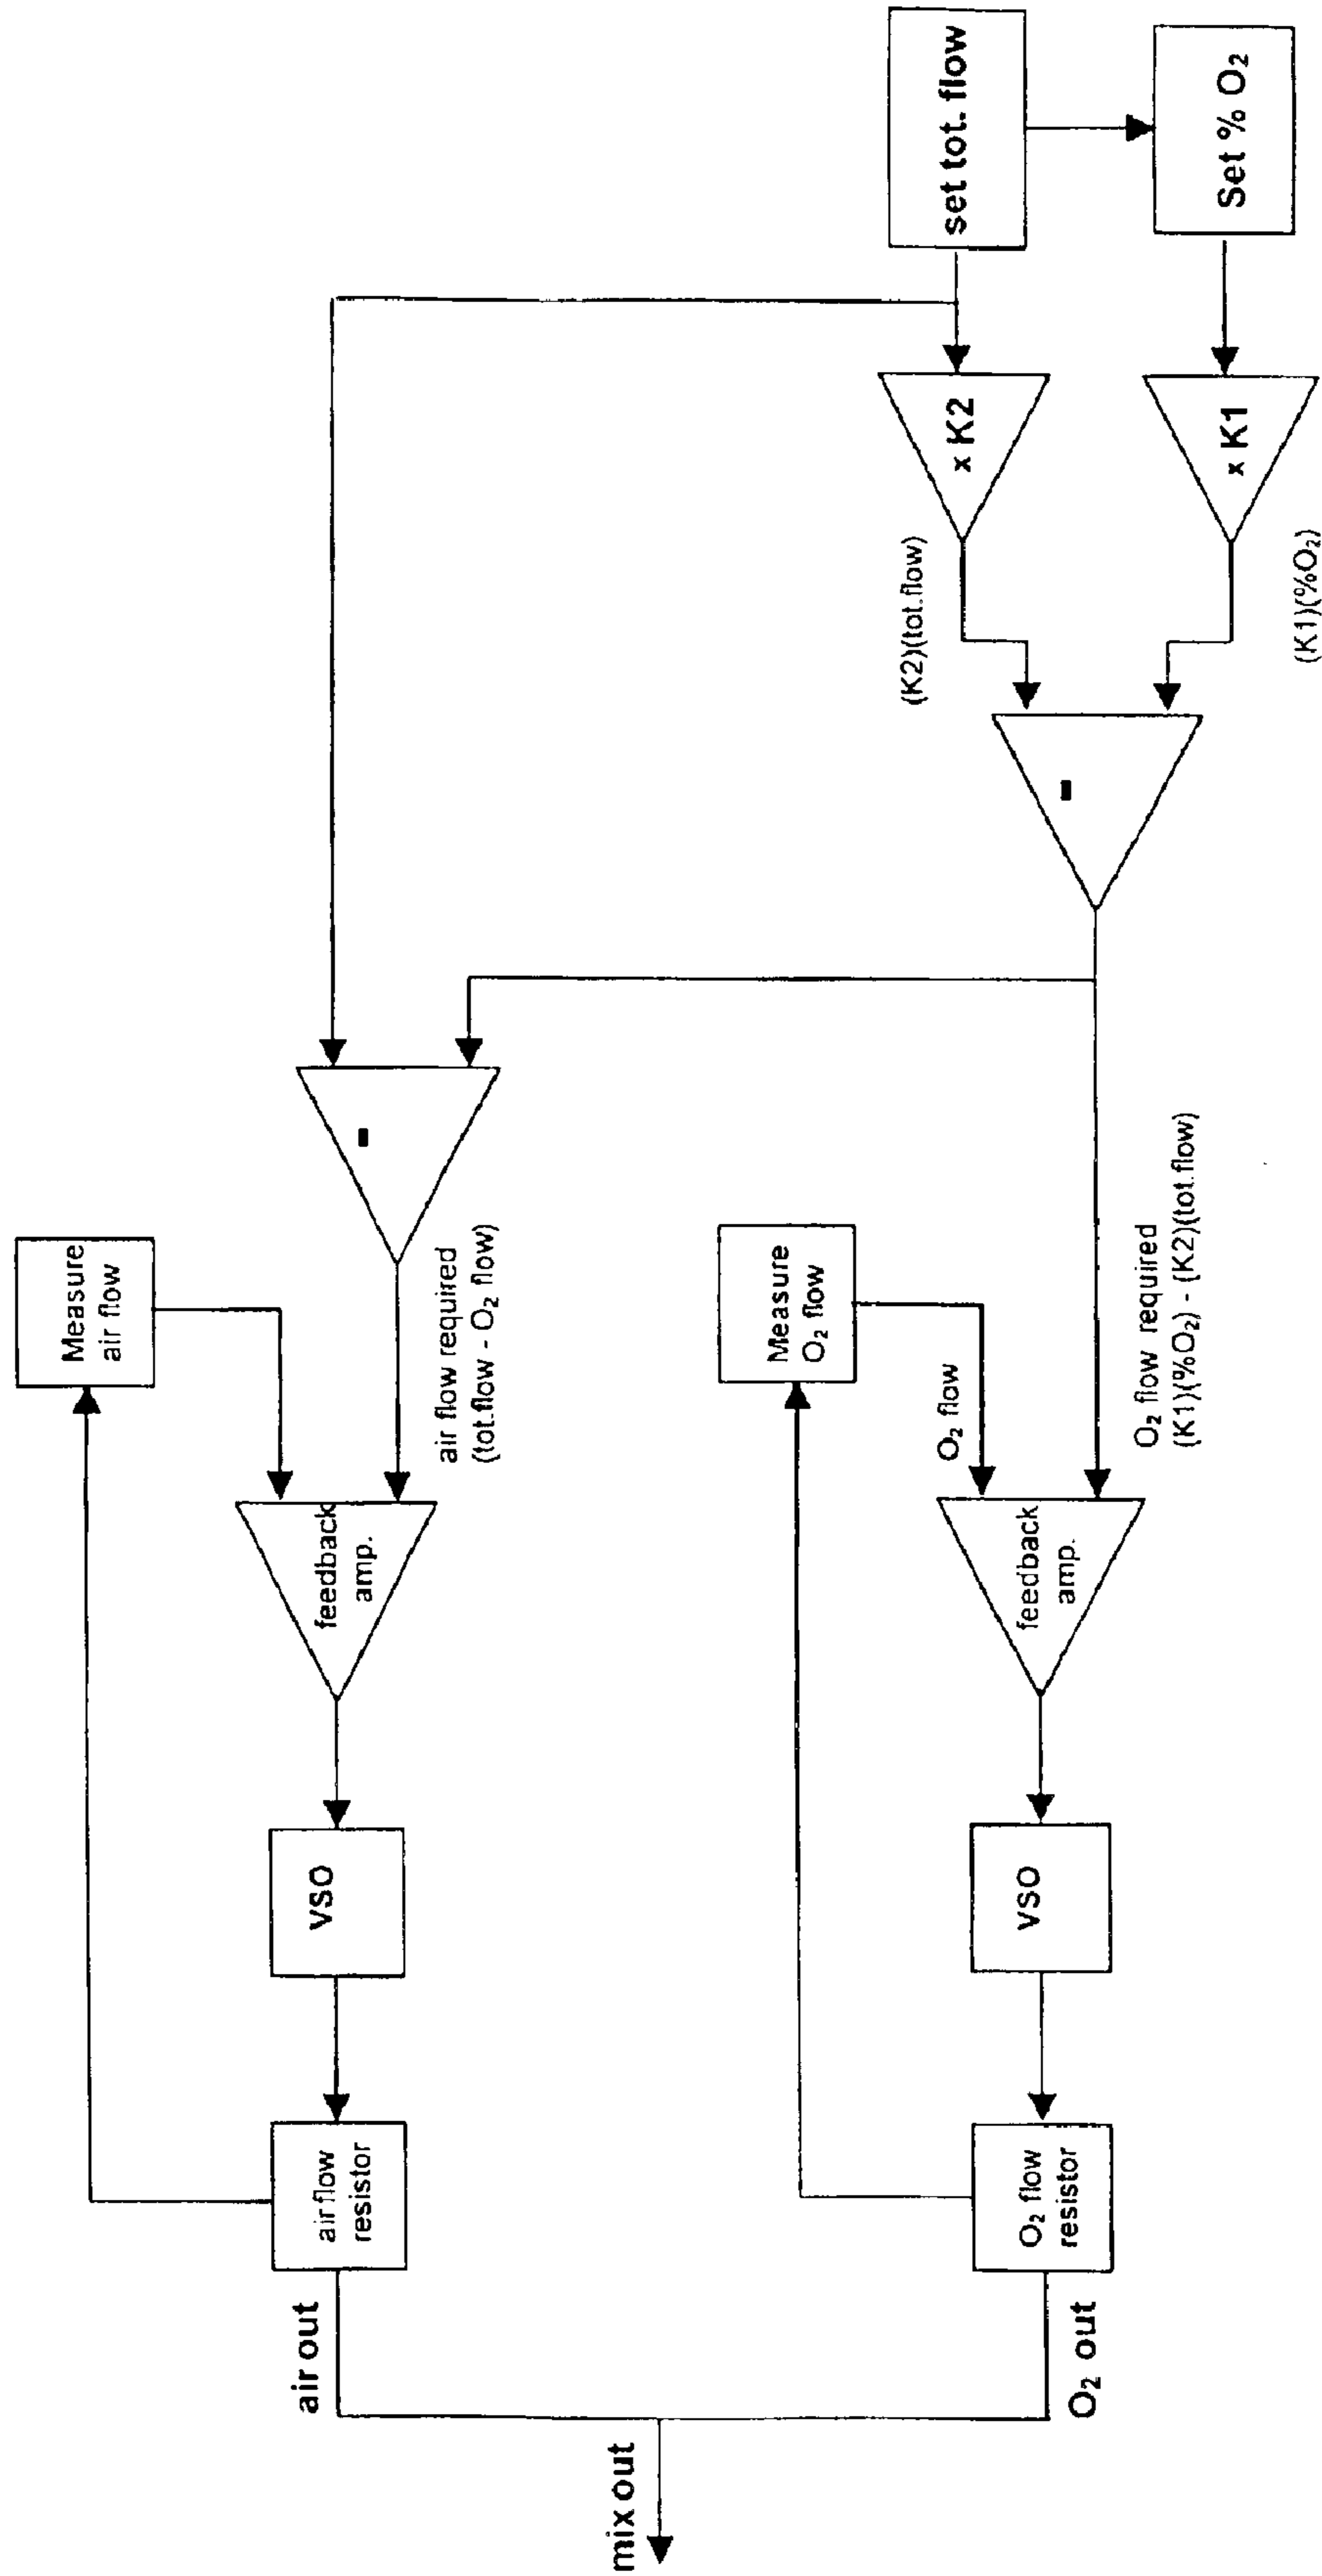 Measure
air flow
set tot. flow
Set % O₂
x K2
x K1
(K2)(tot.flow)
(K1)(%O₂)
-
-
air flow required
(tot.flow - O₂ flow)
Measure
O₂ flow
O₂ flow
O₂ flow required
(K1)(%O₂) - (K2)(tot.flow)
feedback
amp.
feedback
amp.
VSO
VSO
air flow
resistor
O₂ flow
resistor
air out
O₂ out
mix out